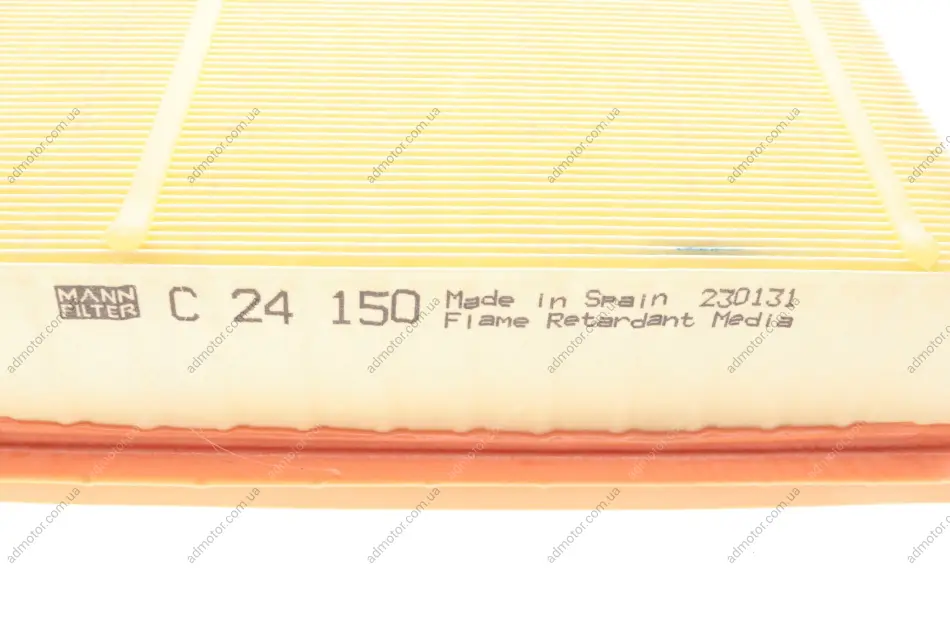 MANN FILTER C 24 150 Made in Spain 230131
Flame Retardant Media
admotor.com.ua